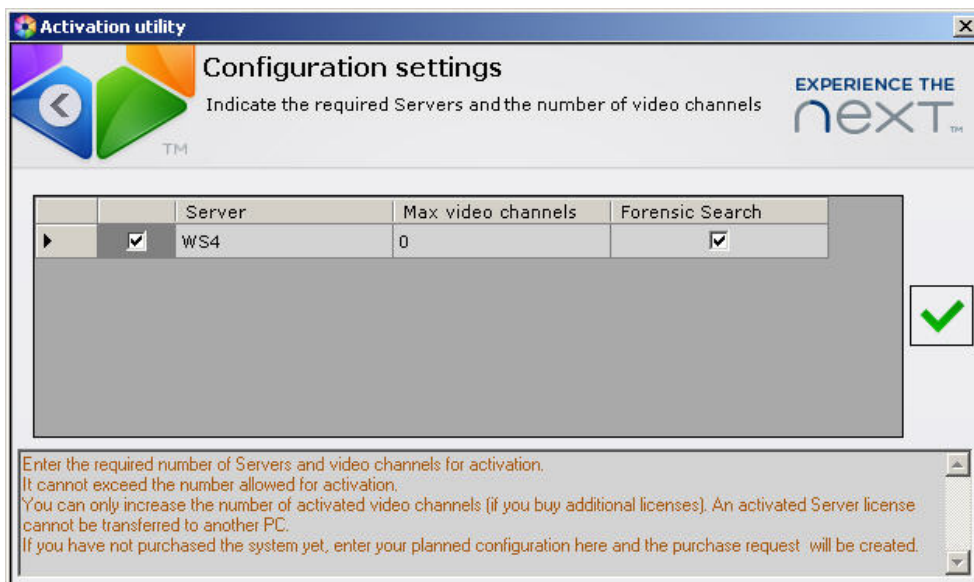 Activation utility
Configuration settings
Indicate the required Servers and the number of video channels
EXPERIENCE THE
neXT™
TM
Server Max video channels Forensic Search
WS4 0
Enter the required number of Servers and video channels for activation.
It cannot exceed the number allowed for activation.
You can only increase the number of activated video channels (if you buy additional licenses). An activated Server license
cannot be transferred to another PC.
If you have not purchased the system yet, enter your planned configuration here and the purchase request will be created.